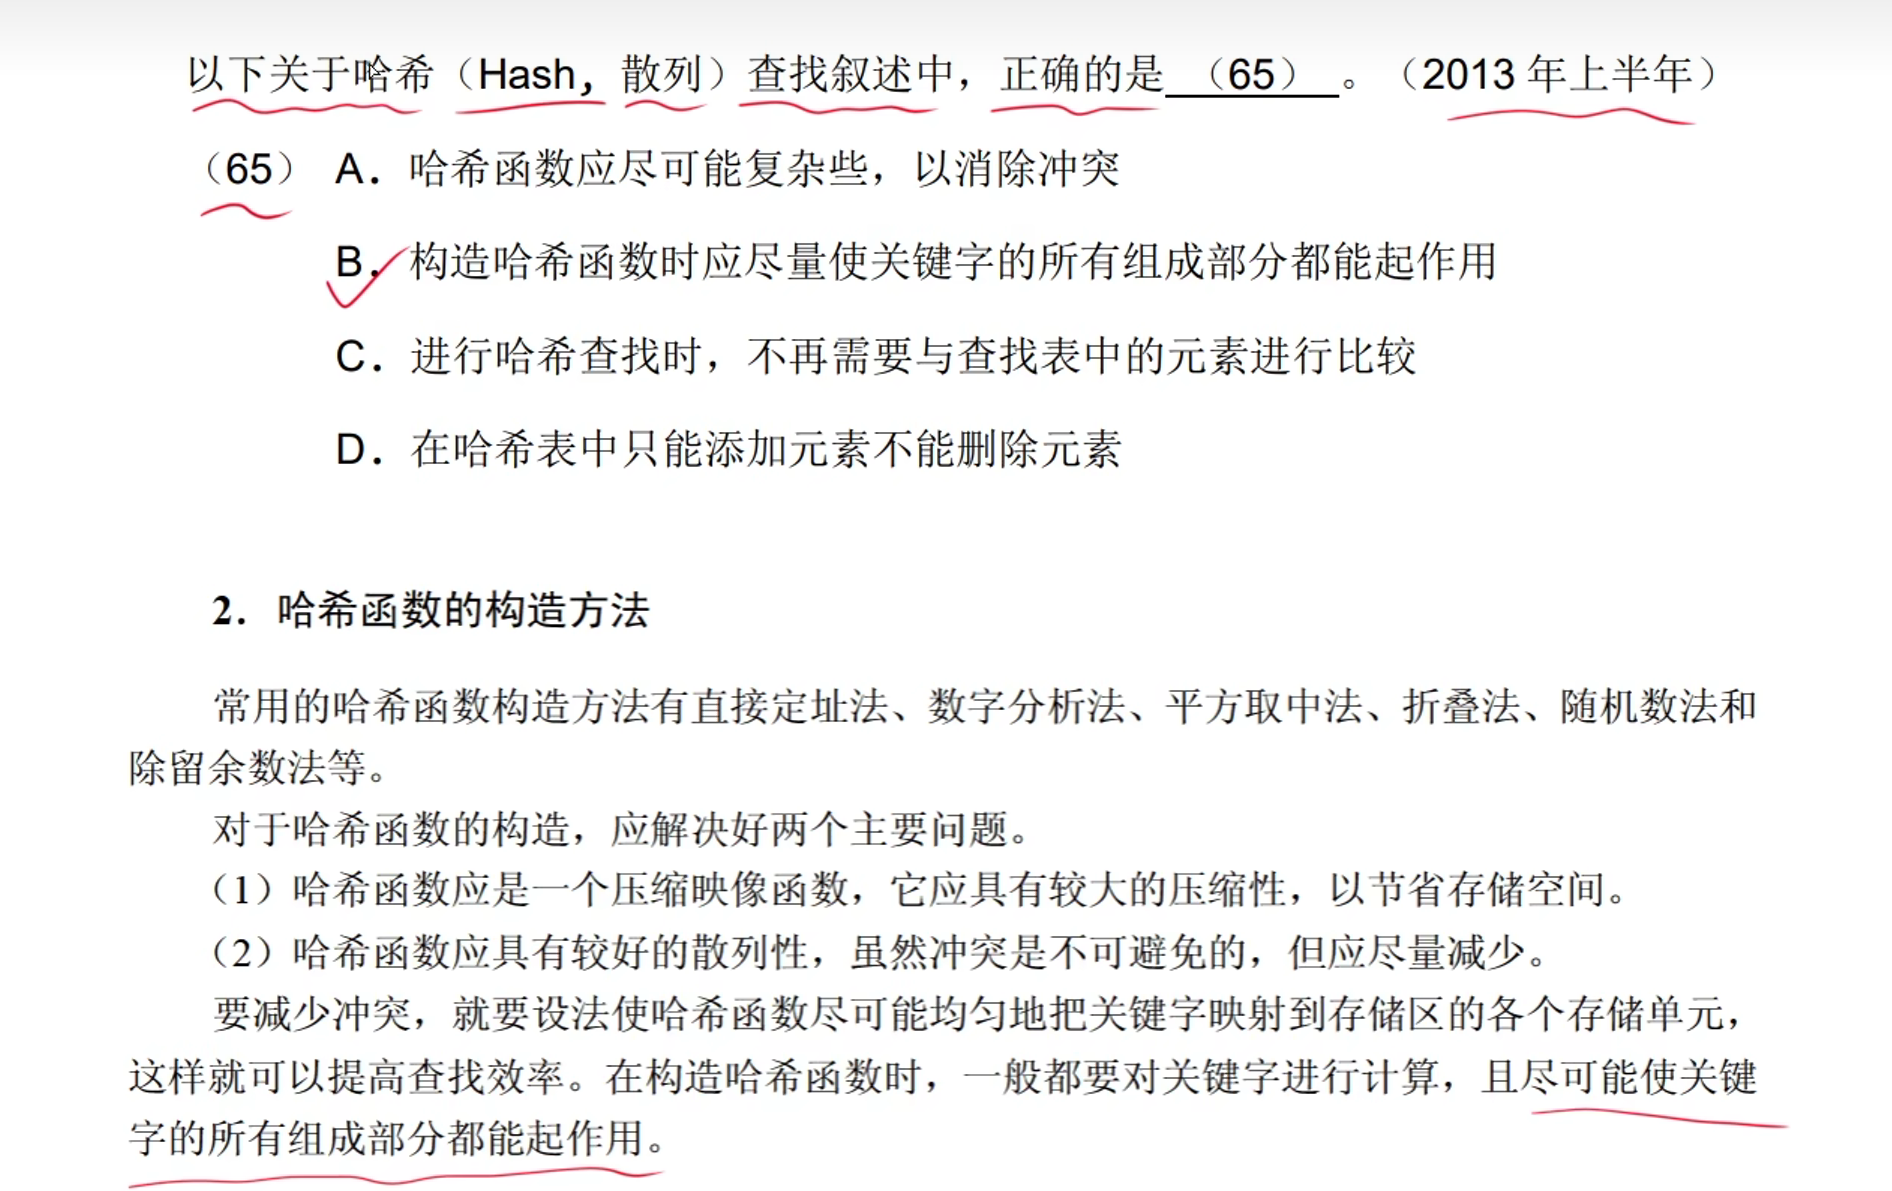 以下关于哈希（Hash，散列）查找叙述中，正确的是（65）。（2013 年上半年）
（65） A．哈希函数应尽可能复杂些，以消除冲突
B．构造哈希函数时应尽量使关键字的所有组成部分都能起作用
C．进行哈希查找时，不再需要与查找表中的元素进行比较
D．在哈希表中只能添加元素不能删除元素
2．哈希函数的构造方法
常用的哈希函数构造方法有直接定址法、数字分析法、平方取中法、折叠法、随机数法和
除留余数法等。
对于哈希函数的构造，应解决好两个主要问题。
（1）哈希函数应是一个压缩映像函数，它应具有较大的压缩性，以节省存储空间。
（2）哈希函数应具有较好的散列性，虽然冲突是不可避免的，但应尽量减少。
要减少冲突，就要设法使哈希函数尽可能均匀地把关键字映射到存储区的各个存储单元，
这样就可以提高查找效率。在构造哈希函数时，一般都要对关键字进行计算，且尽可能使关键
字的所有组成部分都能起作用。